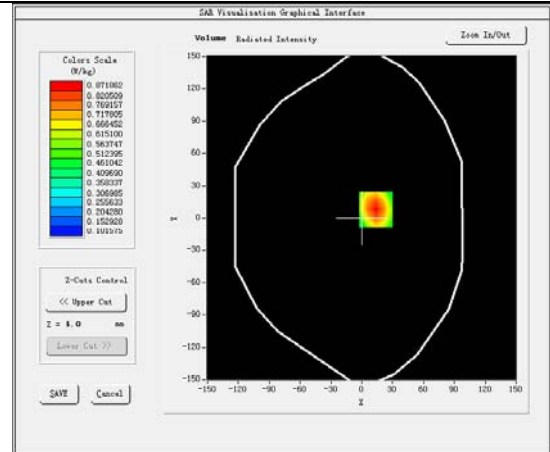 SAR Visualisation Graphical Interface
Volume Radiated Intensity
Zoom In/Out
Colors Scale
(W/kg)
0.871862
0.820509
0.769157
0.717805
0.666452
0.615100
0.563747
0.512395
0.461042
0.409690
0.358337
0.306985
0.255633
0.204280
0.152928
0.101575
150
120
90
60
30
0
-30
-60
-90
-120
-150
Y
-150 -120 -90 -60 -30 0 30 60 90 120 150
X
Z-Cuts Control
<< Upper Cut
Z = 4.0 mm
Lower Cut >>
SAVE Cancel